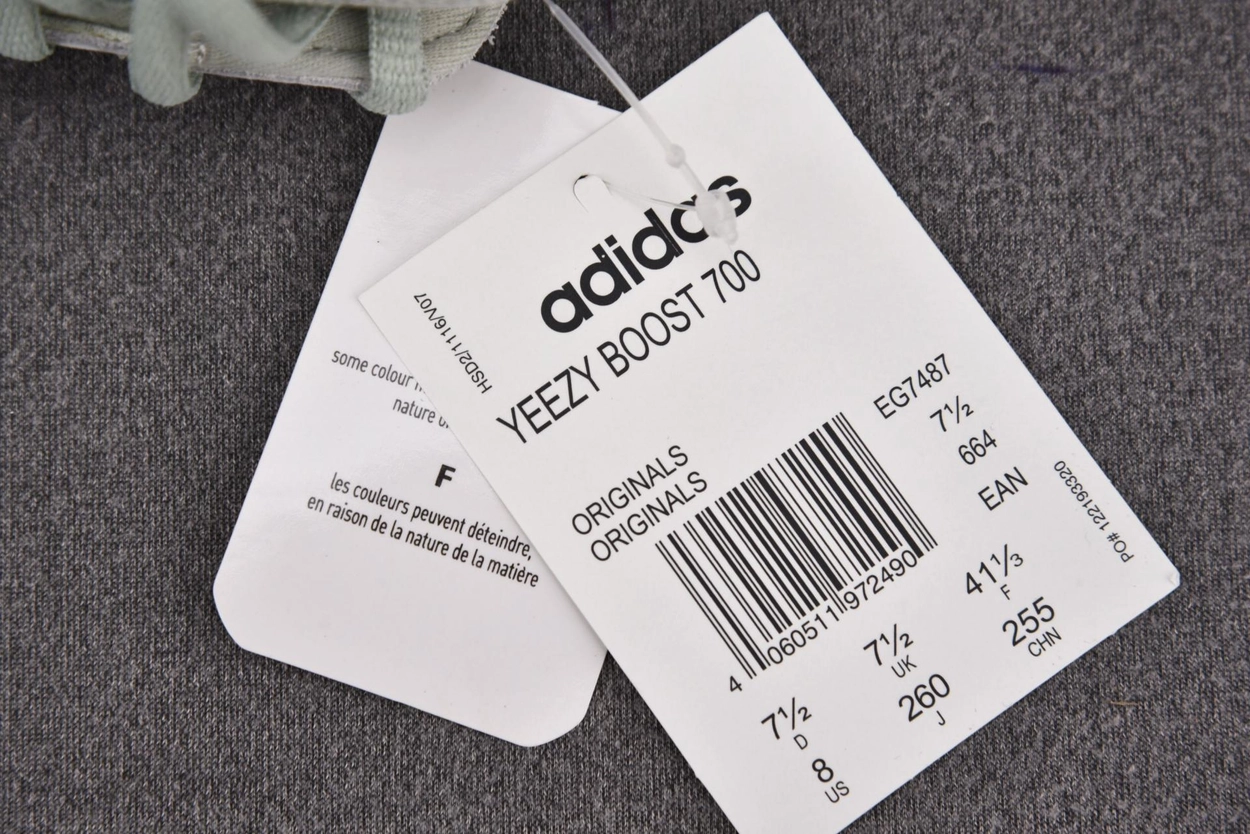 adidas
YEEZY BOOST 700
HSD2/1116/V07
ORIGINALS
ORIGINALS
EG7487
7½
664
EAN
PO# 122193320
4 060511 972490
7½
D
8
US
7½
UK
260
J
41⅓
F
255
CHN
some colour
nature
F
les couleurs peuvent déteindre,
en raison de la nature de la matière